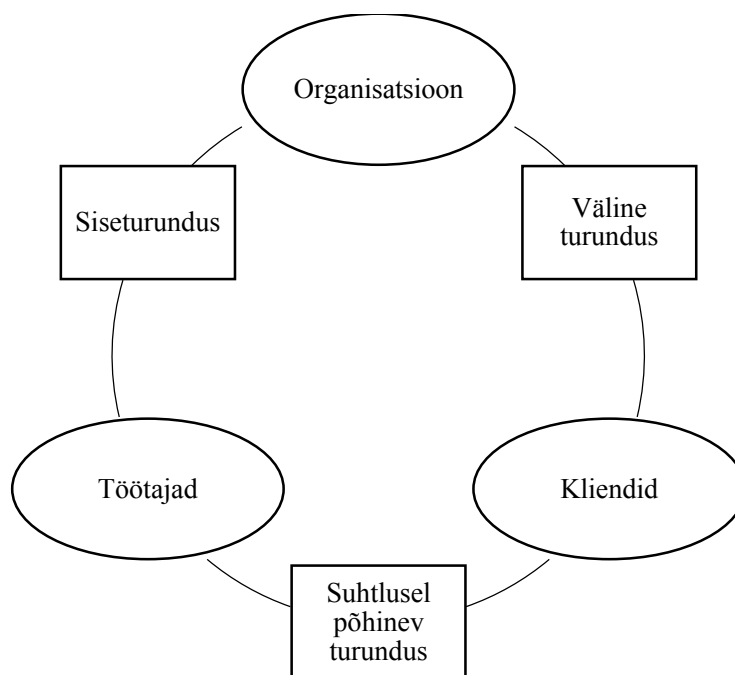 Organisatsioon
Siseturundus
Väline
turundus
Töötajad
Kliendid
Suhtlusel
põhinev
turundus